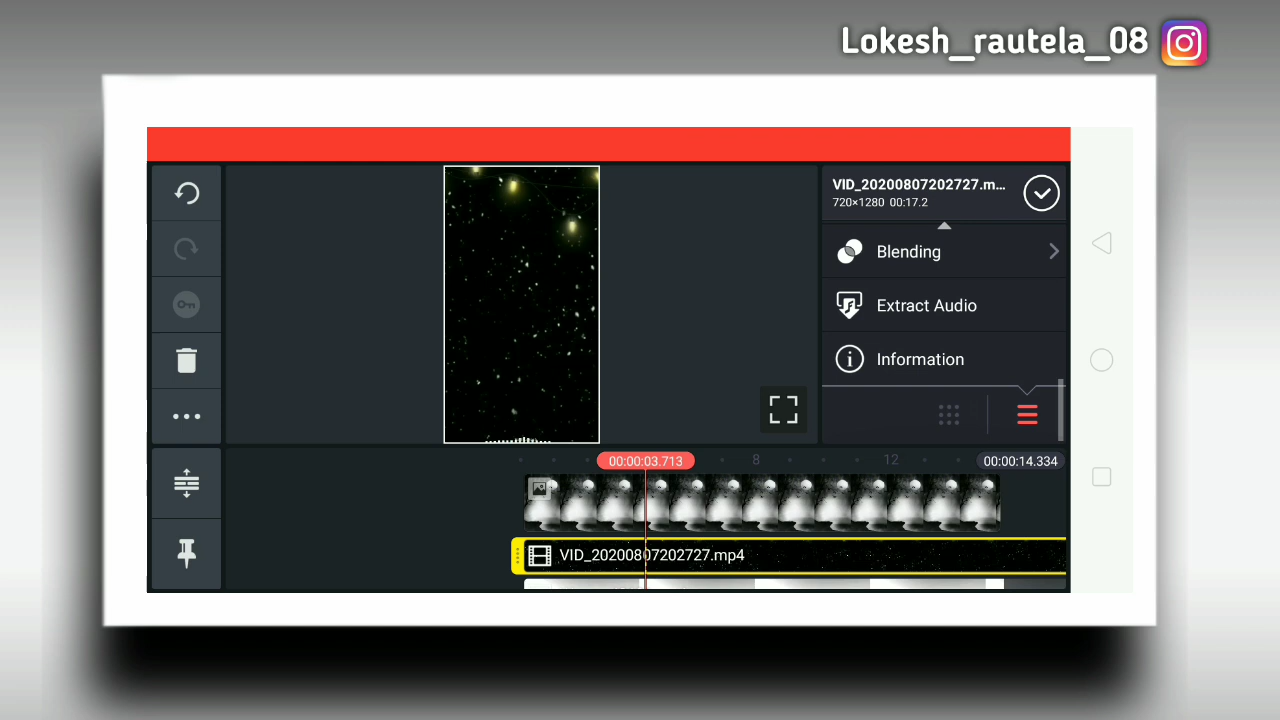 Lokesh_rautela_08
VID_20200807202727.m...
720×1280 00:17.2
Blending
Extract Audio
Information
00:00:03.713
8
12
00:00:14.334
VID_20200807202727.mp4